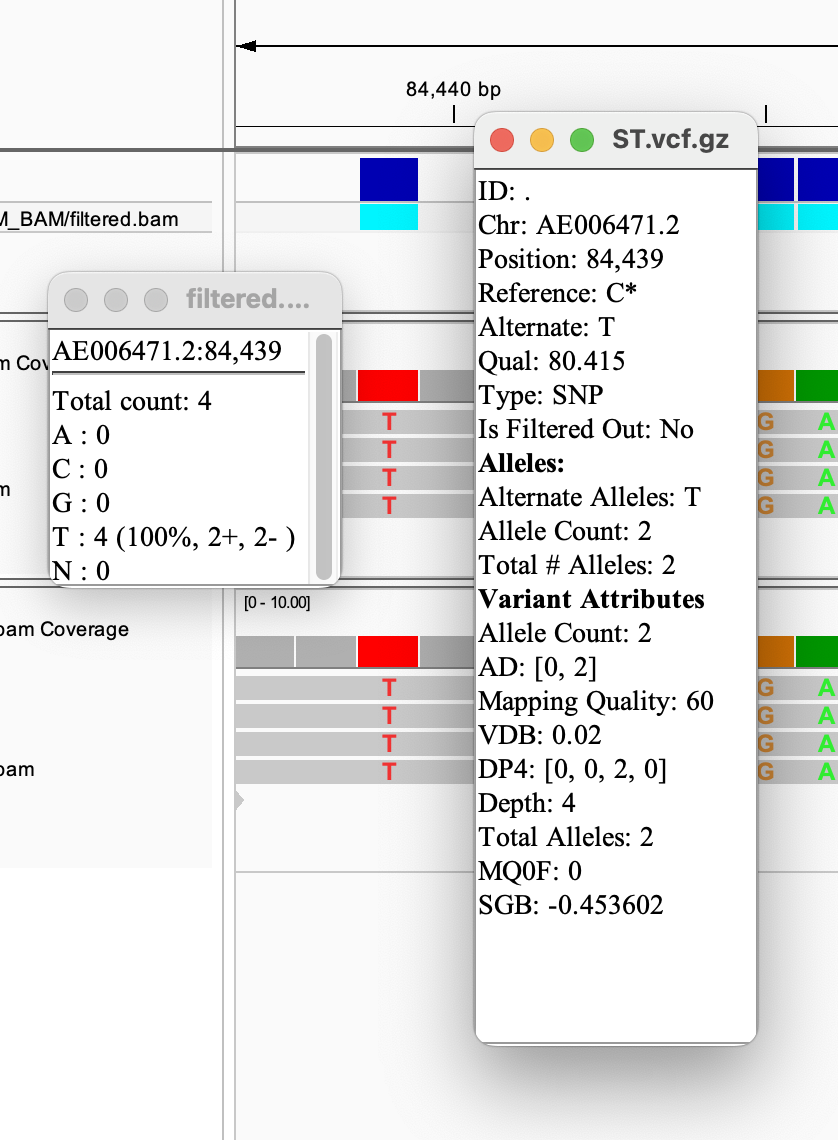 84,440 bp
ST.vcf.gz
ID: .
Chr: AE006471.2
Position: 84,439
Reference: C*
Alternate: T
Qual: 80.415
Type: SNP
Is Filtered Out: No
Alleles:
Alternate Alleles: T
Allele Count: 2
Total # Alleles: 2
Variant Attributes
Allele Count: 2
AD: [0, 2]
Mapping Quality: 60
VDB: 0.02
DP4: [0, 0, 2, 0]
Depth: 4
Total Alleles: 2
MQ0F: 0
SGB: -0.453602
M_BAM/filtered.bam
filtered....
AE006471.2:84,439
Total count: 4
A : 0
C : 0
G : 0
T : 4 (100%, 2+, 2- )
N : 0
m Cov
m
T G A
T G A
T G A
T G A
[0 - 10.00]
bam Coverage
T G A
T G A
T G A
T G A
bam